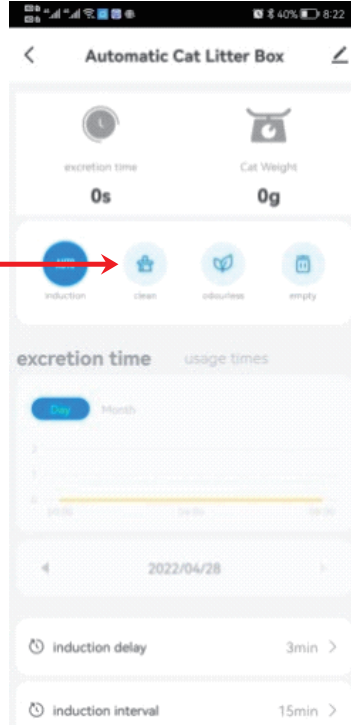 40% 8:22
Automatic Cat Litter Box
excretion time Cat Weight
0s 0g
AUTO
induction clean odourless empty
excretion time usage times
Day Month
2
1
0
2022/04/28
induction delay 3min
induction interval 15min